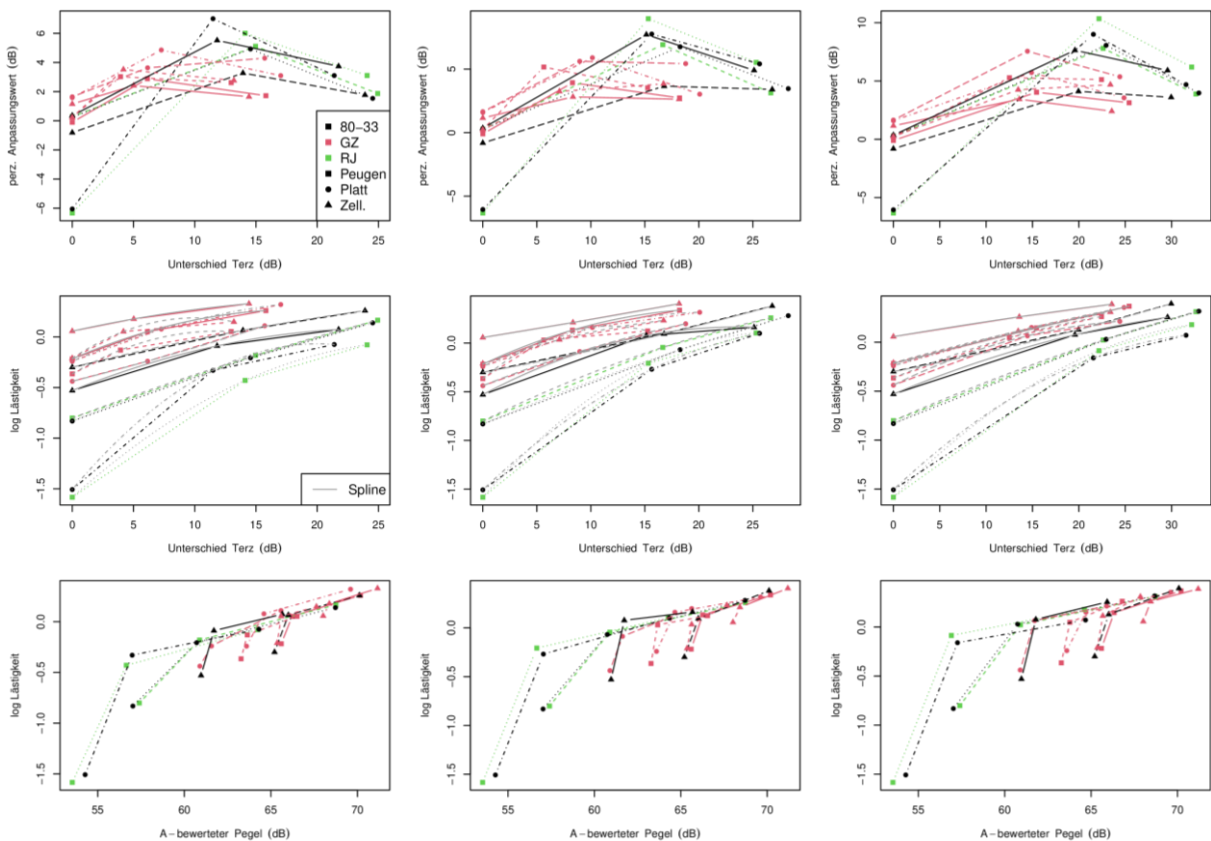 perz. Anpassungswert (dB)
6
4
2
0
−2
−4
−6
80−33
GZ
RJ
Peugen
Platt
Zell.
0 5 10 15 20 25
Unterschied Terz (dB)
perz. Anpassungswert (dB)
5
0
−5
0 5 10 15 20 25
Unterschied Terz (dB)
perz. Anpassungswert (dB)
10
5
0
−5
0 5 10 15 20 25 30
Unterschied Terz (dB)
log Lästigkeit
0.0
−0.5
−1.0
−1.5
Spline
0 5 10 15 20 25
Unterschied Terz (dB)
log Lästigkeit
0.0
−0.5
−1.0
−1.5
0 5 10 15 20 25
Unterschied Terz (dB)
log Lästigkeit
0.0
−0.5
−1.0
−1.5
0 5 10 15 20 25 30
Unterschied Terz (dB)
log Lästigkeit
0.0
−0.5
−1.0
−1.5
55 60 65 70
A−bewerteter Pegel (dB)
log Lästigkeit
0.0
−0.5
−1.0
−1.5
55 60 65 70
A−bewerteter Pegel (dB)
log Lästigkeit
0.0
−0.5
−1.0
−1.5
55 60 65 70
A−bewerteter Pegel (dB)